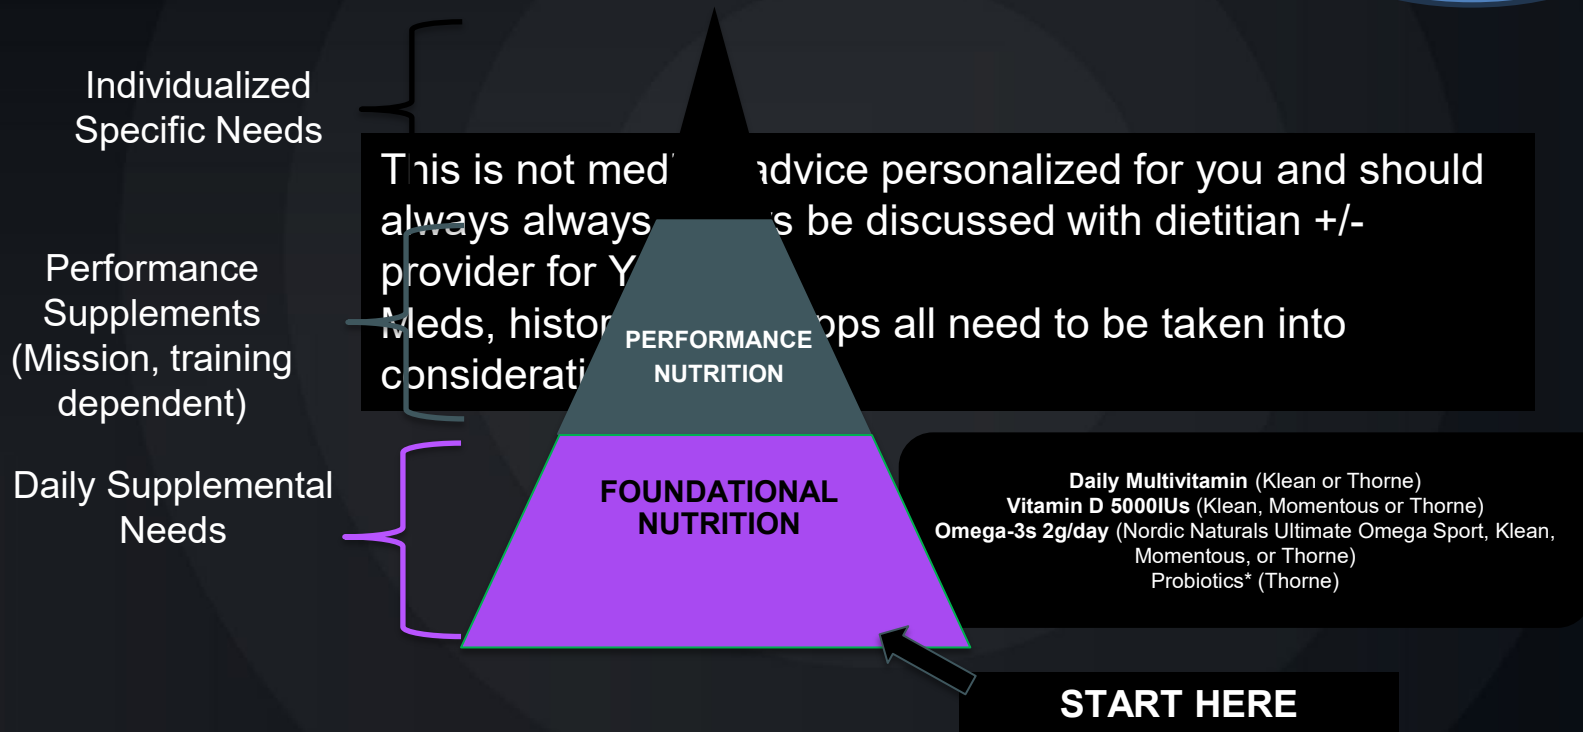 Individualized
Specific Needs
This is not med advice personalized for you and should
always always be discussed with dietitian +/-
provider for
Meds, all need to be taken into
Performance
Supplements
(Mission, training
dependent)
PERFORMANCE
NUTRITION
Daily Supplemental
Needs
FOUNDATIONAL
NUTRITION
Daily Multivitamin (Klean or Thorne)
Vitamin D 5000IUs (Klean, Momentous or Thorne)
Omega-3s 2g/day (Nordic Naturals Ultimate Omega Sport, Klean,
Momentous, or Thorne)
Probiotics* (Thorne)
START HERE